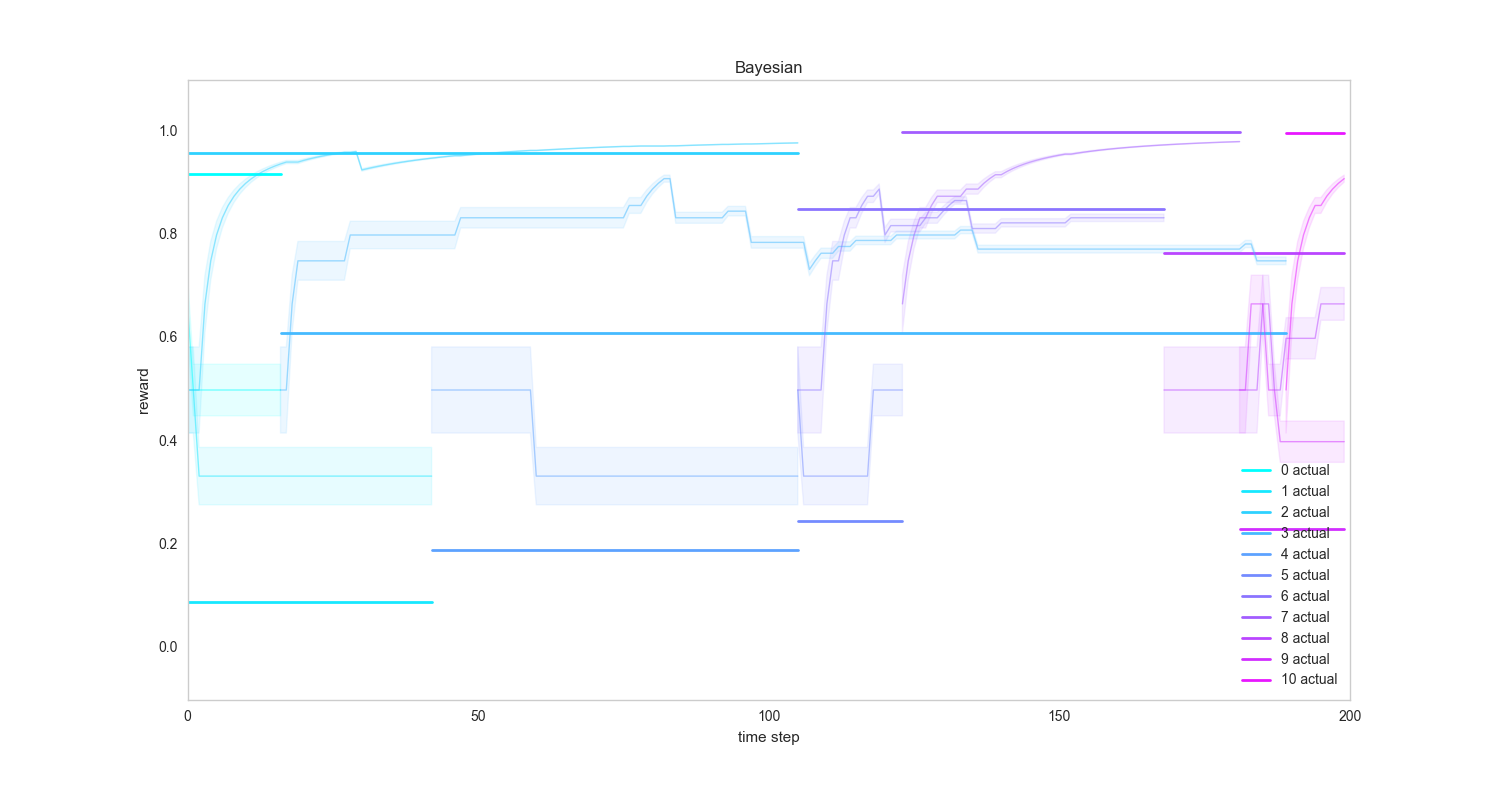 Bayesian
1.0
0.8
0.6
0.4
0.2
0.0
reward
0 actual
1 actual
2 actual
3 actual
4 actual
5 actual
6 actual
7 actual
8 actual
9 actual
10 actual
0 50 100 150 200
time step